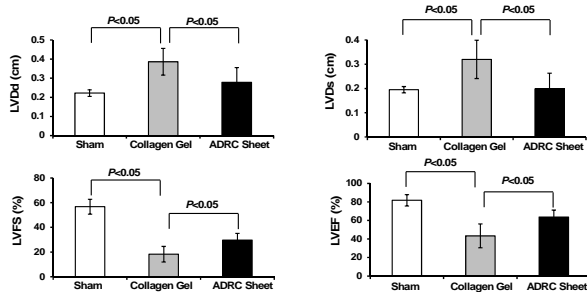 P<0.05 P<0.05
LVDd (cm)
0.5
0.4
0.3
0.2
0.1
0
Sham Collagen Gel ADRC Sheet
P<0.05 P<0.05
LVDs (cm)
0.4
0.3
0.2
0.1
0
Sham Collagen Gel ADRC Sheet
P<0.05
P<0.05
LVFS (%)
80
60
40
20
0
Sham Collagen Gel ADRC Sheet
P<0.05
P<0.05
LVEF (%)
100
80
60
40
20
0
Sham Collagen Gel ADRC Sheet